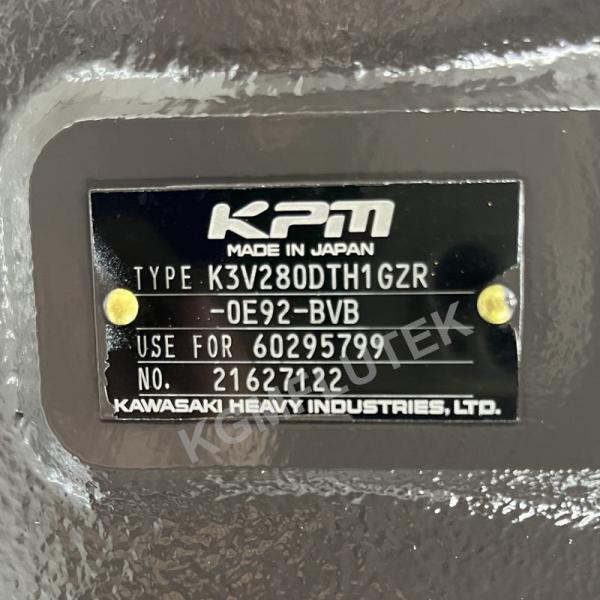 KPM
MADE IN JAPAN
TYPE K3V280DTH1GZR
-0E92-BVB
USE FOR 60295799
NO. 21627122
KAWASAKI HEAVY INDUSTRIES, LTD.